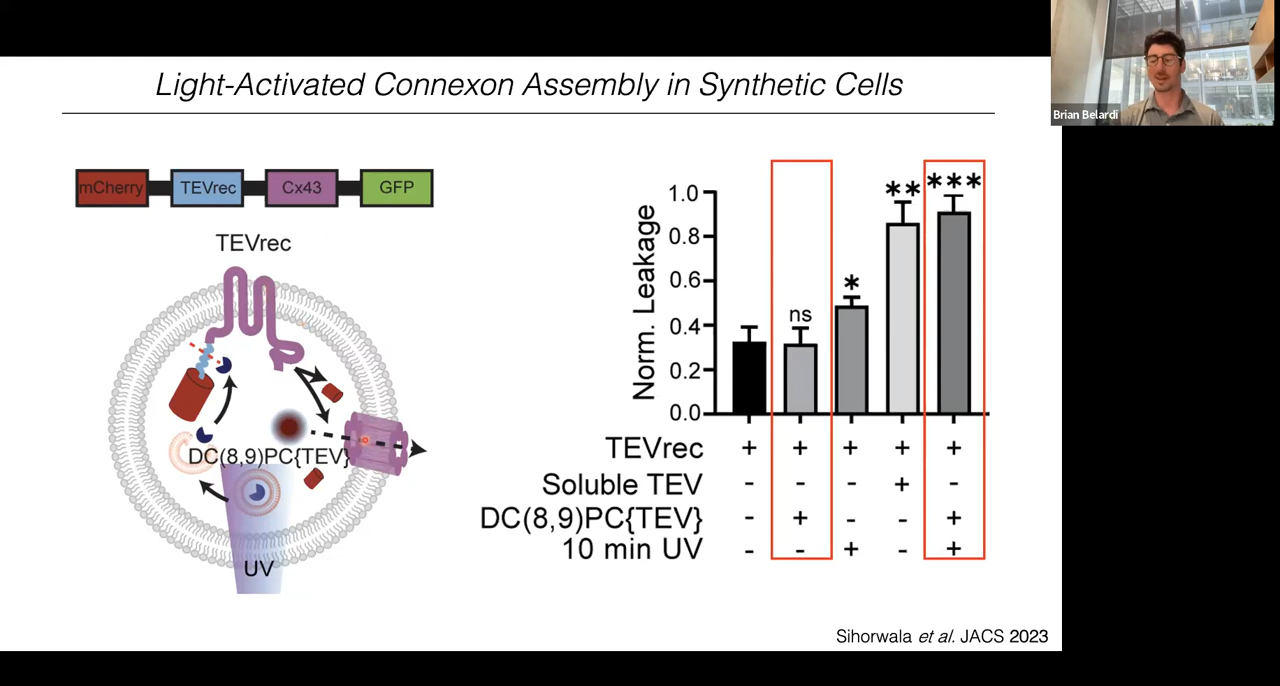 Light-Activated Connexon Assembly in Synthetic Cells
Brian Belardi
mCherry TEVrec Cx43 GFP
TEVrec
DC(8,9)PC{TEV}
UV
Norm. Leakage
1.0
0.8
0.6
0.4
0.2
0.0
ns
*
**
***
TEVrec + + + + +
Soluble TEV - - - + -
DC(8,9)PC{TEV} - + - - +
10 min UV - - + - +
Sihorwala et al. JACS 2023